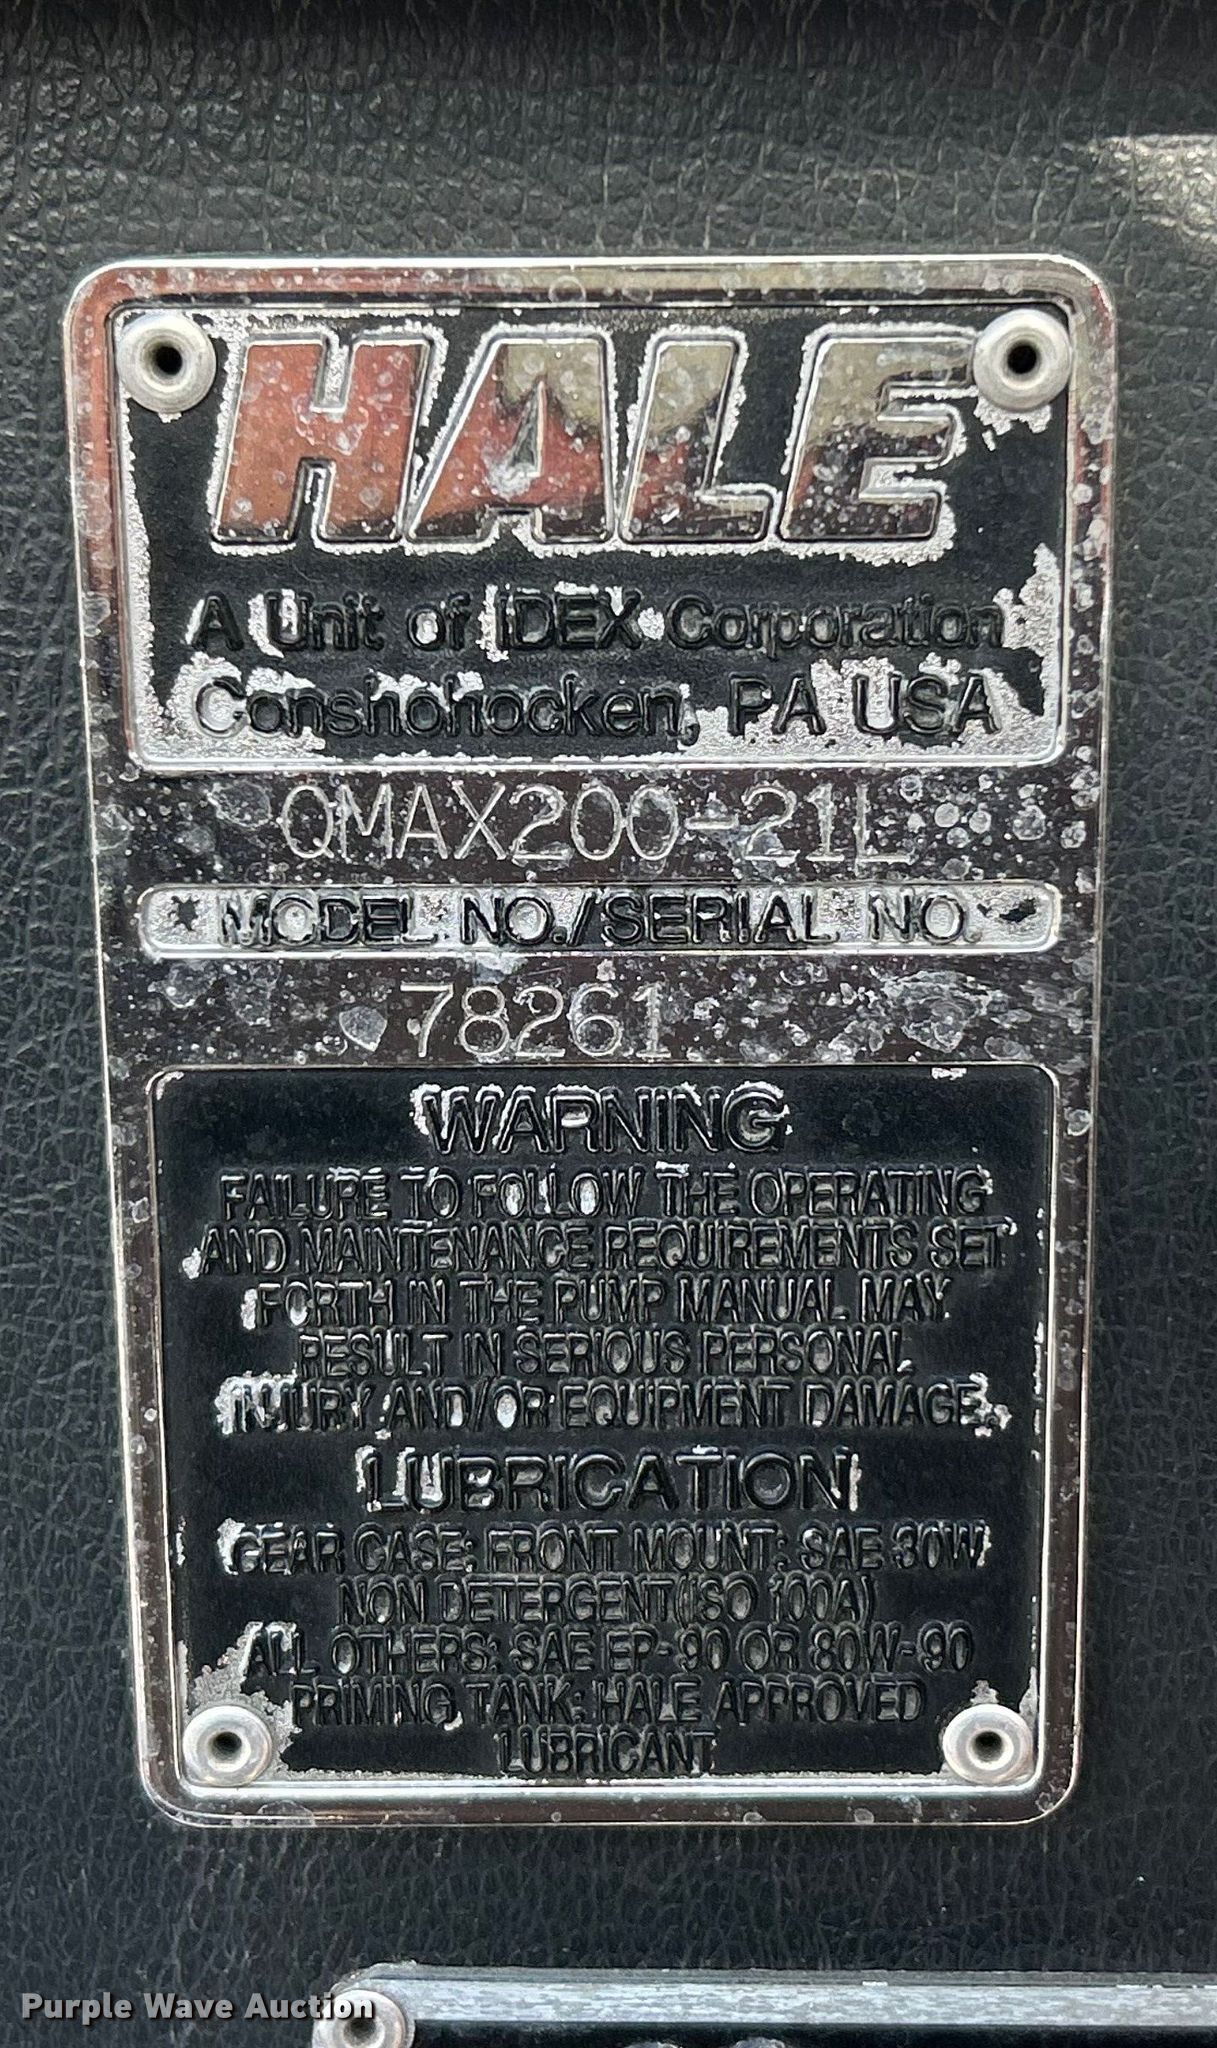 HALE
A Unit of IDEX Corporation
Conshohocken, PA USA
QMAX200-21L
MODEL NO./SERIAL NO.
78261
WARNING
FAILURE TO FOLLOW THE OPERATING
AND MAINTENANCE REQUIREMENTS SET
FORTH IN THE PUMP MANUAL MAY
RESULT IN SERIOUS PERSONAL
INJURY AND/OR EQUIPMENT DAMAGE.
LUBRICATION
GEAR CASE: FRONT MOUNT: SAE 30W
NON DETERGENT(ISO 100A)
ALL OTHERS: SAE EP-90 OR 80W-90
PRIMING TANK: HALE APPROVED
LUBRICANT
Purple Wave Auction